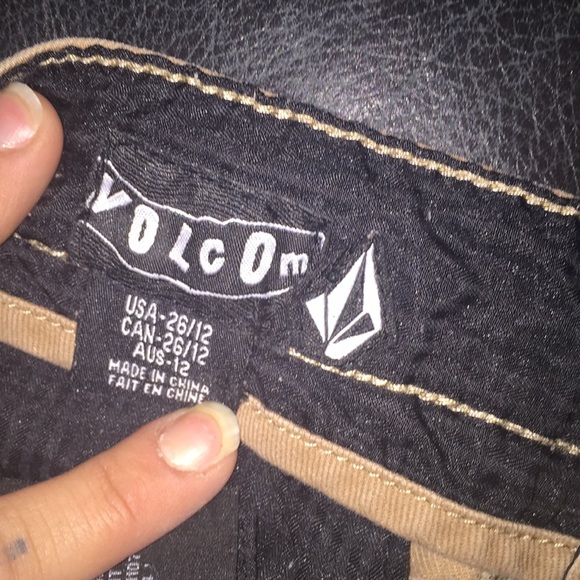 VOLCOm
USA-26/12
CAN-26/12
AUS-12
MADE IN CHINA
FAIT EN CHINE